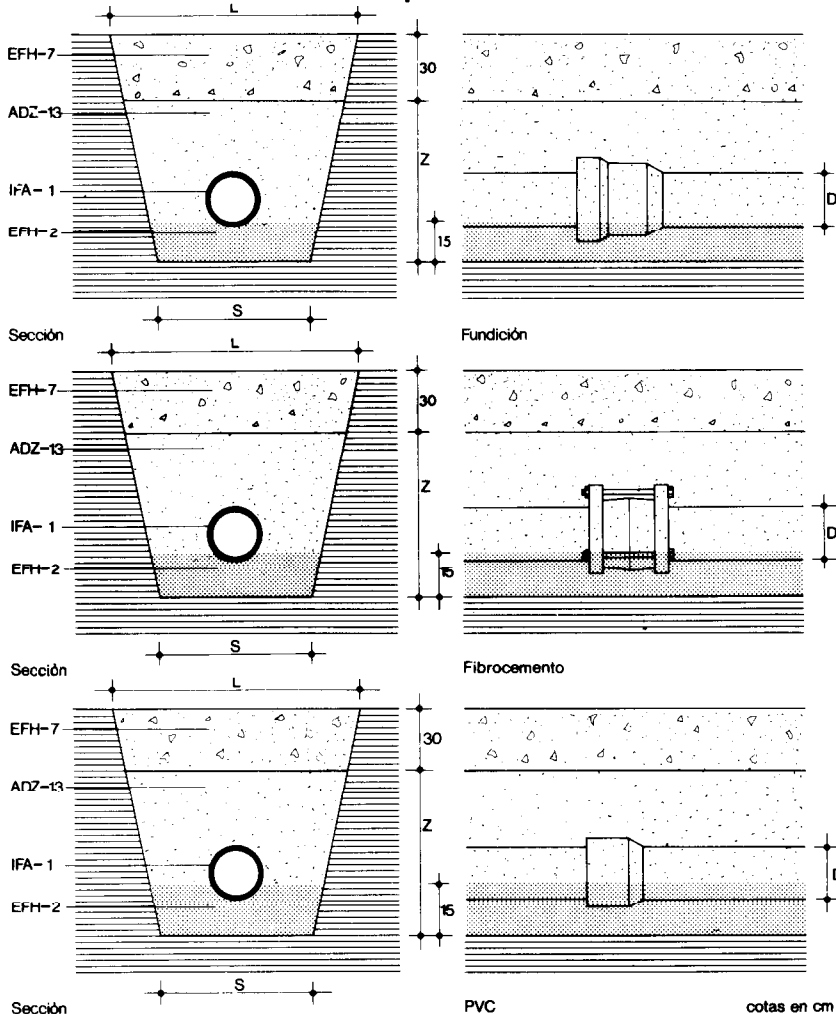 L
EFH-7
30
ADZ-13
Z
IFA-1
EFH-2
15
D
S
Sección
Fundición
L
EFH-7
30
ADZ-13
Z
IFA-1
EFH-2
15
D
S
Sección
Fibrocemento
L
EFH-7
30
ADZ-13
Z
IFA-1
EFH-2
15
D
S
Sección
PVC
cotas en cm